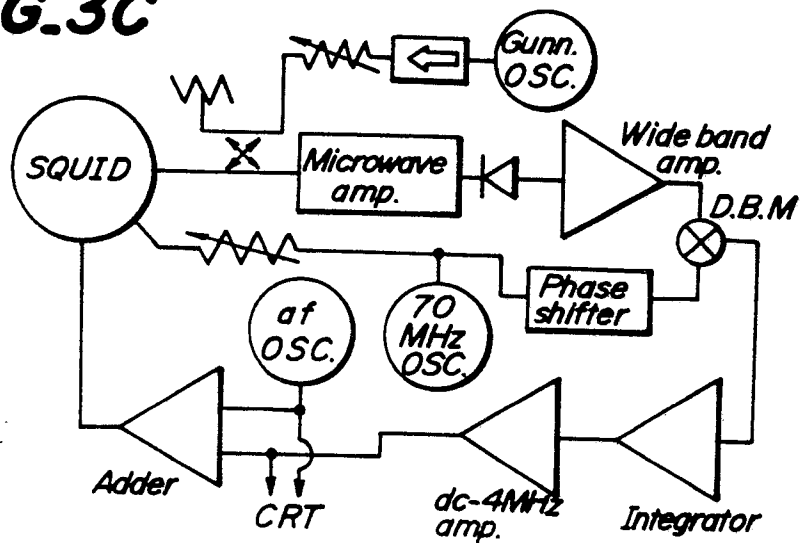 G.3C
Gunn.
OSC.
SQUID
Microwave
amp.
Wide band
amp.
D.B.M
af
OSC.
70
MHz
OSC.
Phase
shifter
Adder
CRT
dc-4MHz
amp.
Integrator